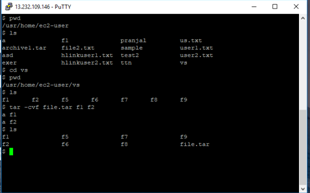 13.232.109.146 - PuTTY
$ pwd
/home/ec2-user
$ ls
a f1 pranjal us.txt
archive1.tar file2.txt sample user1.txt
asd hlinkuser1.txt test2 user2.txt
exer hlinkuser2.txt ttn vs
$ cd vs
$ pwd
/home/ec2-user/vs
$ ls
f1 f2 f3 f5 f6 f7 f8 f9
$ tar -cvf file.tar f1 f2
a f1
a f2
$ ls
f1 f5 f7 f9
f2 f6 f8 file.tar
$